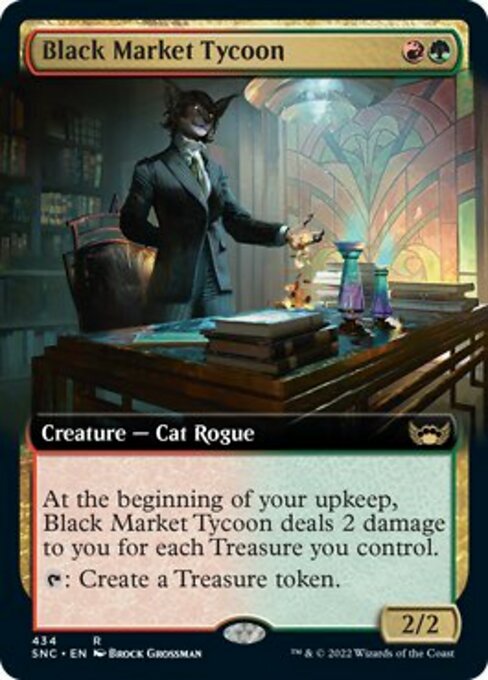 Black Market Tycoon
Creature — Cat Rogue
At the beginning of your upkeep,
Black Market Tycoon deals 2 damage
to you for each Treasure you control.
: Create a Treasure token.
2/2
434 R
SNC • EN Brock Grossman
™ & © 2022 Wizards of the Coast